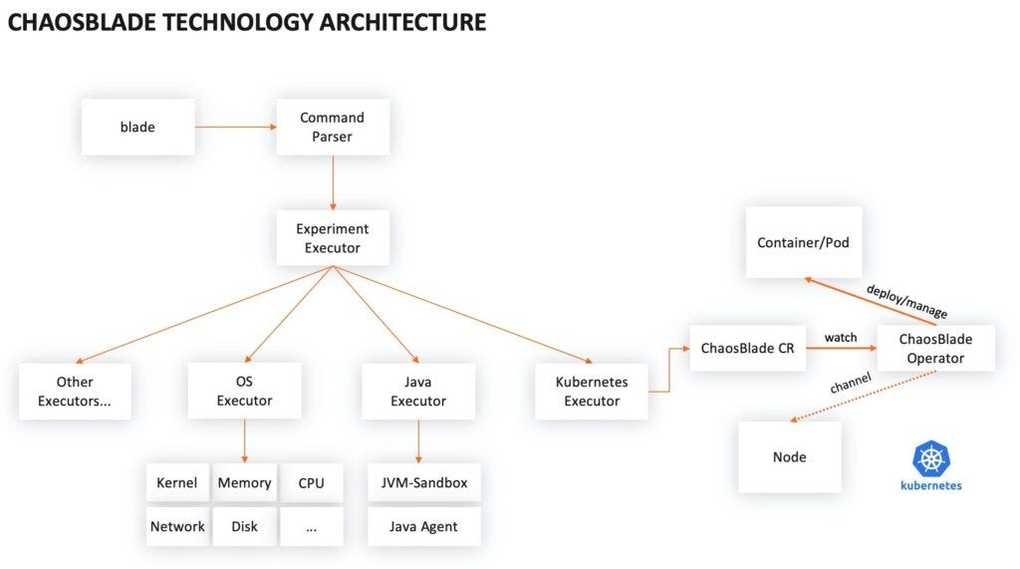 CHAOSBLADE TECHNOLOGY ARCHITECTURE
blade
Command
Parser
Experiment
Executor
Container/Pod
deploy/manage
ChaosBlade CR
watch
ChaosBlade
Operator
channel
Node
kubernetes
Other
Executors...
OS
Executor
Java
Executor
Kubernetes
Executor
Kernel
Memory
CPU
Network
Disk
...
JVM-Sandbox
Java Agent